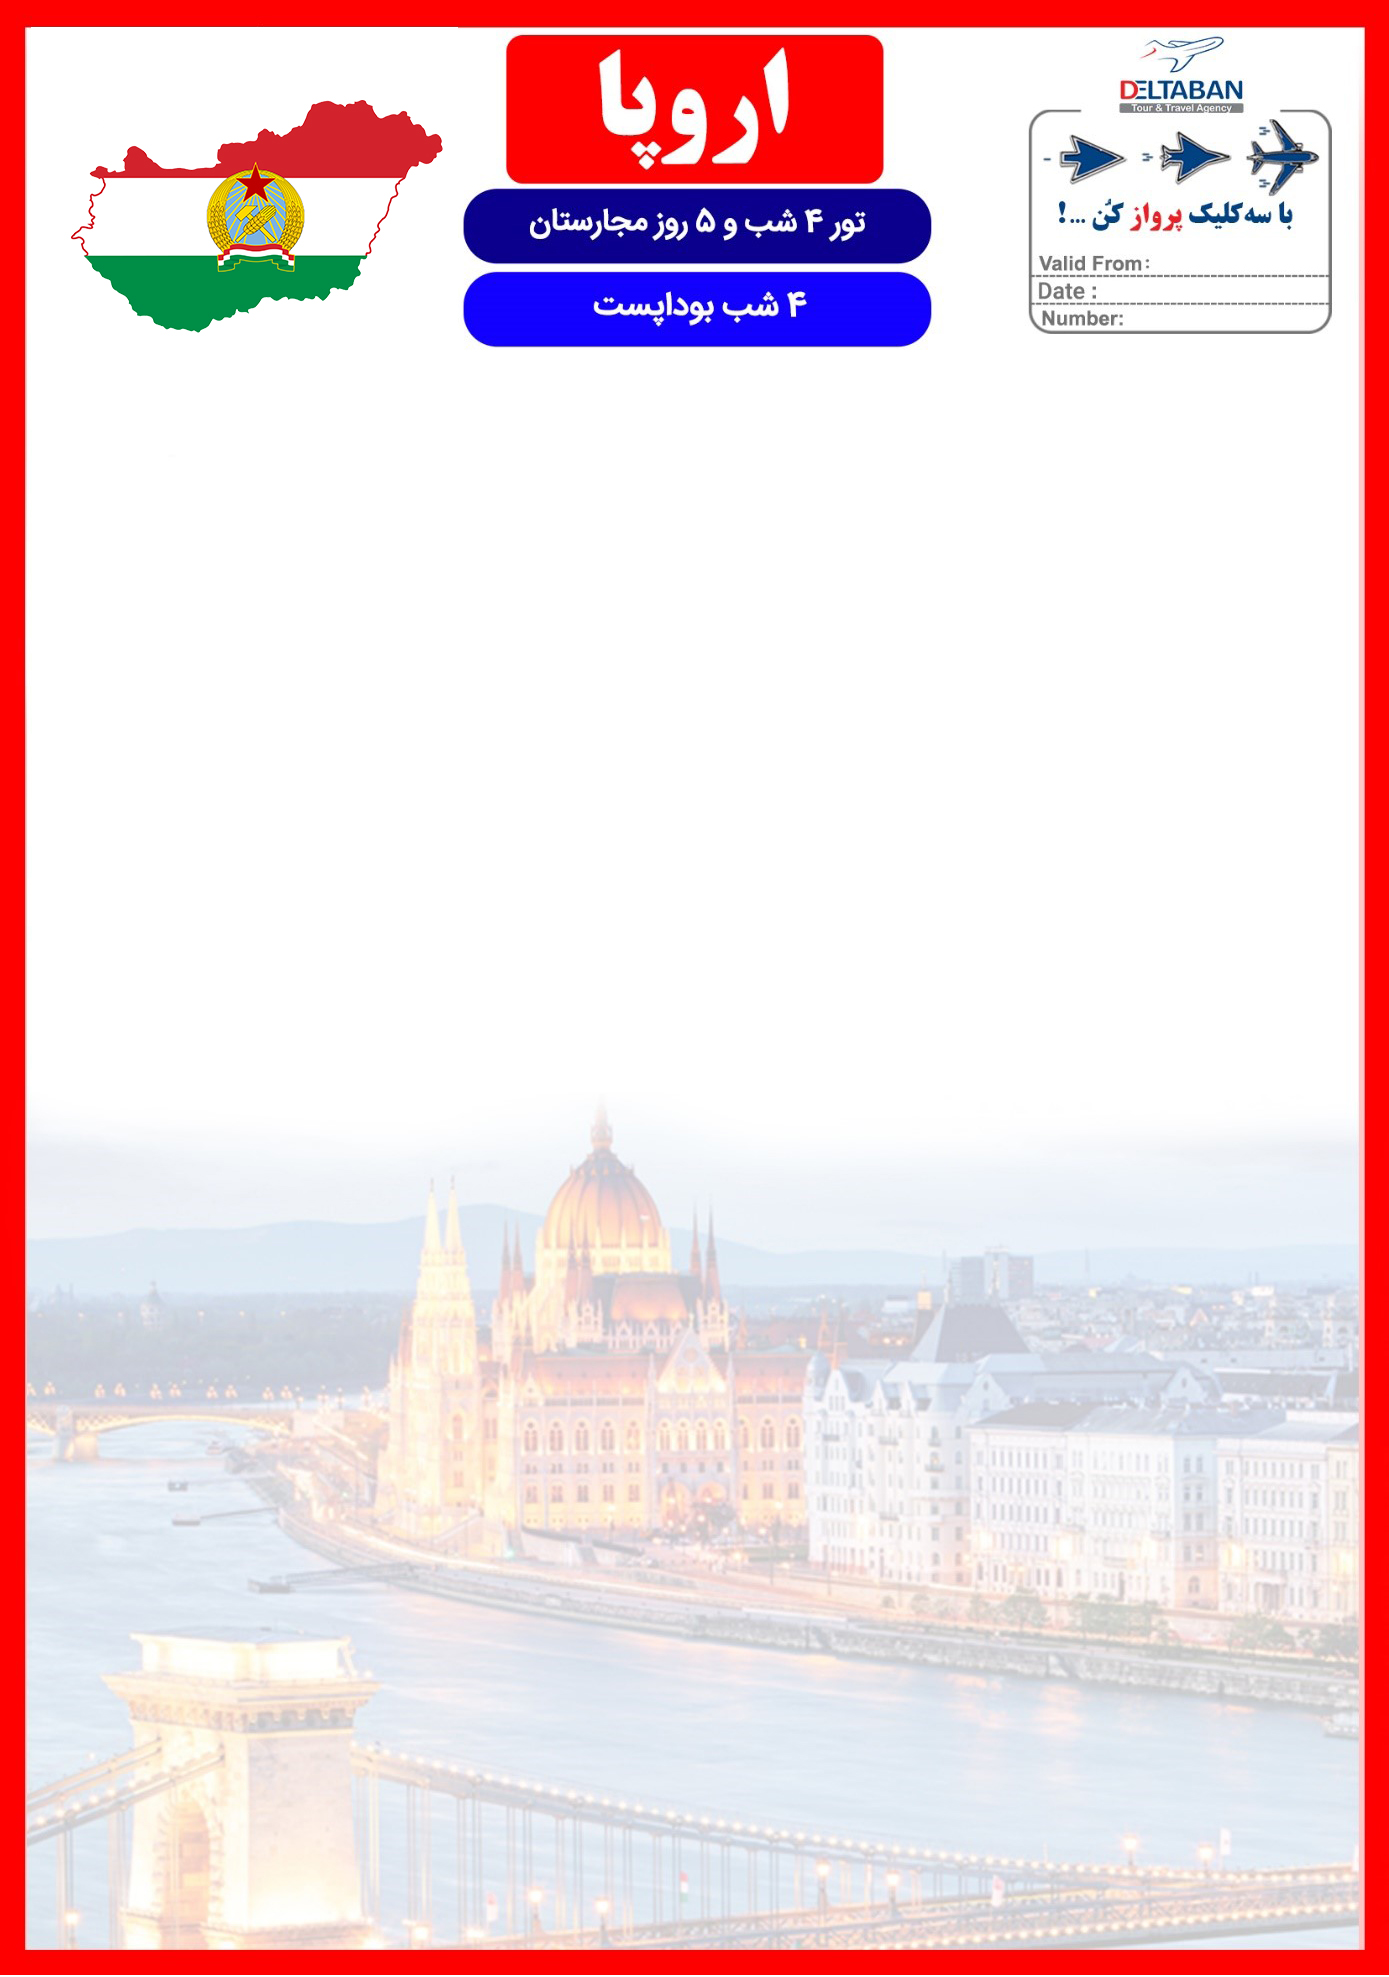 اروپا
تور ۴ شب و ۵ روز مجارستان
۴ شب بوداپست
DELTABAN
Tour & Travel Agency
با سه کلیک پرواز کُن ...!
Valid From:
Date :
Number: